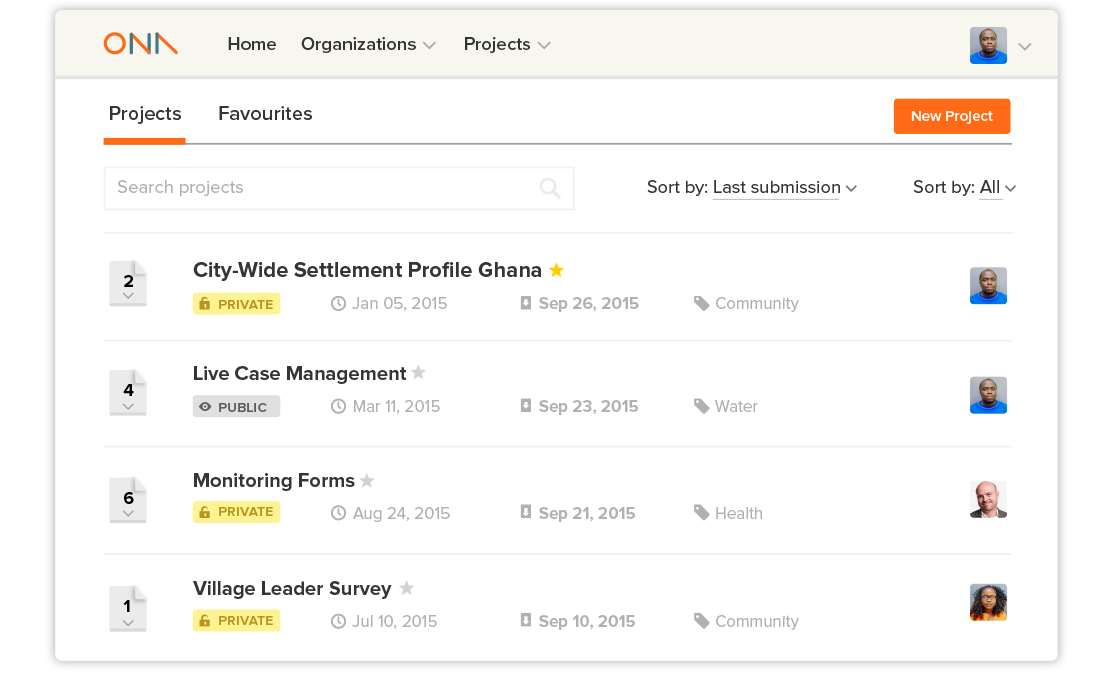 ONA Home Organizations Projects
Projects Favourites New Project
Search projects Sort by: Last submission Sort by: All
2 City-Wide Settlement Profile Ghana
PRIVATE Jan 05, 2015 Sep 26, 2015 Community
4 Live Case Management
PUBLIC Mar 11, 2015 Sep 23, 2015 Water
6 Monitoring Forms
PRIVATE Aug 24, 2015 Sep 21, 2015 Health
1 Village Leader Survey
PRIVATE Jul 10, 2015 Sep 10, 2015 Community